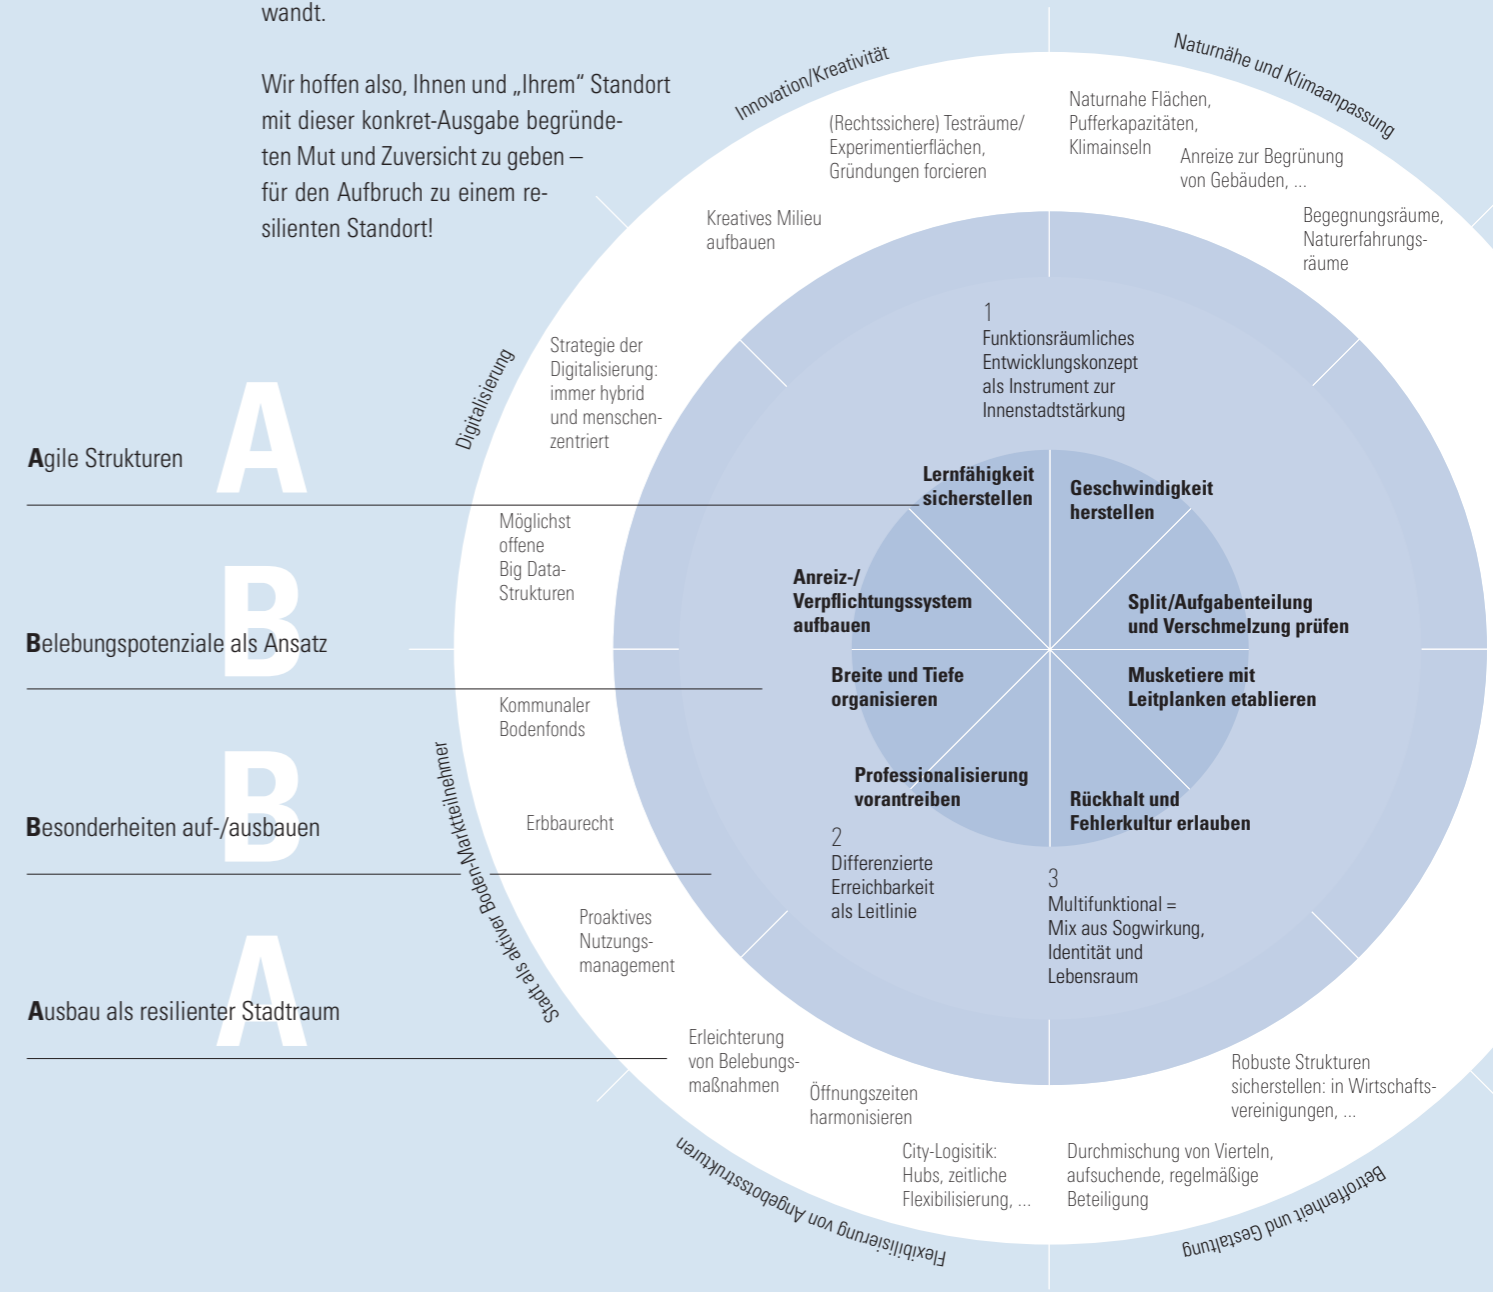 wandt.
Wir hoffen also, Ihnen und „Ihrem“ Standort
mit dieser konkret-Ausgabe begründe-
ten Mut und Zuversicht zu geben –
für den Aufbruch zu einem re-
silienten Standort!
A
Agile Strukturen
B
Belebungspotenziale als Ansatz
B
Besonderheiten auf-/ausbauen
A
Ausbau als resilienter Stadtraum
Innovation/Kreativität
(Rechtssichere) Testräume/
Experimentierflächen,
Gründungen forcieren
Kreatives Milieu
aufbauen
Naturnähe und Klimaanpassung
Naturnahe Flächen,
Pufferkapazitäten,
Klimainseln
Anreize zur Begrünung
von Gebäuden, ...
Begegnungsräume,
Naturerfahrungs-
räume
Digitalisierung
Strategie der
Digitalisierung:
immer hybrid
und menschen-
zentriert
Möglichst
offene
Big Data-
Strukturen
Stadt als aktiver Boden-Marktteilnehmer
Kommunaler
Bodenfonds
Erbbaurecht
Proaktives
Nutzungs-
management
Flexibilisierung von Angebotsstrukturen
Erleichterung
von Belebungs-
maßnahmen
Öffnungszeiten
harmonisieren
City-Logisitik:
Hubs, zeitliche
Flexibilisierung, ...
Betroffenheit und Gestaltung
Durchmischung von Vierteln,
aufsuchende, regelmäßige
Beteiligung
Robuste Strukturen
sicherstellen: in Wirtschafts-
vereinigungen, ...
1
Funktionsräumliches
Entwicklungskonzept
als Instrument zur
Innenstadtstärkung
2
Differenzierte
Erreichbarkeit
als Leitlinie
3
Multifunktional =
Mix aus Sogwirkung,
Identität und
Lebensraum
Lernfähigkeit
sicherstellen
Geschwindigkeit
herstellen
Anreiz-/
Verpflichtungssystem
aufbauen
Split/Aufgabenteilung
und Verschmelzung prüfen
Breite und Tiefe
organisieren
Musketiere mit
Leitplanken etablieren
Professionalisierung
vorantreiben
Rückhalt und
Fehlerkultur erlauben